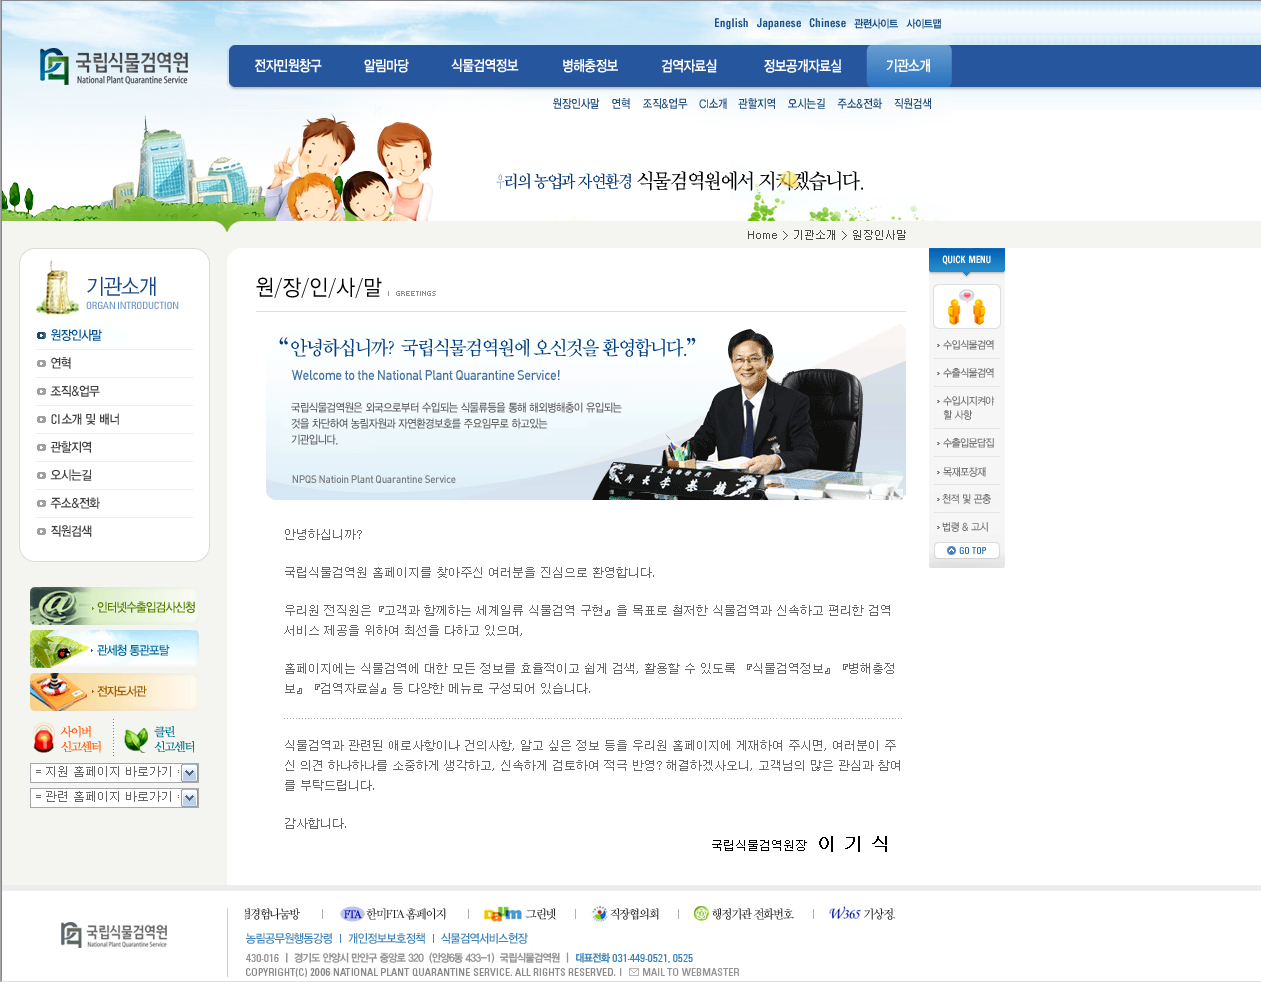 English Japanese Chinese 관련사이트 사이트맵
국립식물검역원
National Plant Quarantine Service
전자민원창구 알림마당 식물검역정보 병해충정보 검역자료실 정보공개자료실 기관소개
원장인사말 연혁 조직&업무 CI소개 관할지역 오시는길 주소&전화 직원검색
우리의 농업과 자연환경 식물검역원에서 지키겠습니다.
Home > 기관소개 > 원장인사말
기관소개
ORGAN INTRODUCTION
원장인사말
연혁
조직&업무
CI소개 및 배너
관할지역
오시는길
주소&전화
직원검색
인터넷수출입검사신청
관세청 통관포탈
전자도서관
사이버
신고센터
클린
신고센터
= 지원 홈페이지 바로가기 =
= 관련 홈페이지 바로가기 =
원/장/인/사/말 | GREETINGS
“안녕하십니까? 국립식물검역원에 오신것을 환영합니다.”
Welcome to the National Plant Quarantine Service!
국립식물검역원은 외국으로부터 수입되는 식물류등을 통해 해외병해충이 유입되는
것을 차단하여 농림자원과 자연환경보호를 주요임무로 하고있는
기관입니다.
NPQS Natioin Plant Quarantine Service
안녕하십니까?
국립식물검역원 홈페이지를 찾아주신 여러분을 진심으로 환영합니다.
우리원 전직원은 『고객과 함께하는 세계일류 식물검역 구현』을 목표로 철저한 식물검역과 신속하고 편리한 검역
서비스 제공을 위하여 최선을 다하고 있으며,
홈페이지에는 식물검역에 대한 모든 정보를 효율적이고 쉽게 검색, 활용할 수 있도록 『식물검역정보』 『병해충정
보』 『검역자료실』등 다양한 메뉴로 구성되어 있습니다.
식물검역과 관련된 애로사항이나 건의사항, 알고 싶은 정보 등을 우리원 홈페이지에 게재하여 주시면, 여러분이 주
신 의견 하나하나를 소중하게 생각하고, 신속하게 검토하여 적극 반영? 해결하겠사오니, 고객님의 많은 관심과 참여
를 부탁드립니다.
감사합니다.
국립식물검역원장 이 기 식
QUICK MENU
수입식물검역
수출식물검역
수입시지켜야
할 사항
수출입문답집
목재포장재
천적 및 곤충
법령 & 고시
GO TOP
국립식물검역원
National Plant Quarantine Service
경험나눔방 | FTA 한미FTA 홈페이지 | Daum 그린넷 | 직장협의회 | 행정기관 전화번호 | W365 기상정
농림공무원행동강령 | 개인정보보호정책 | 식물검역서비스헌장
430-016 | 경기도 안양시 만안구 중앙로 320 (안양6동 433-1) 국립식물검역원 | 대표전화 031-449-0521, 0525
COPYRIGHT(C) 2006 NATIONAL PLANT QUARANTINE SERVICE. ALL RIGHTS RESERVED. | MAIL TO WEBMASTER